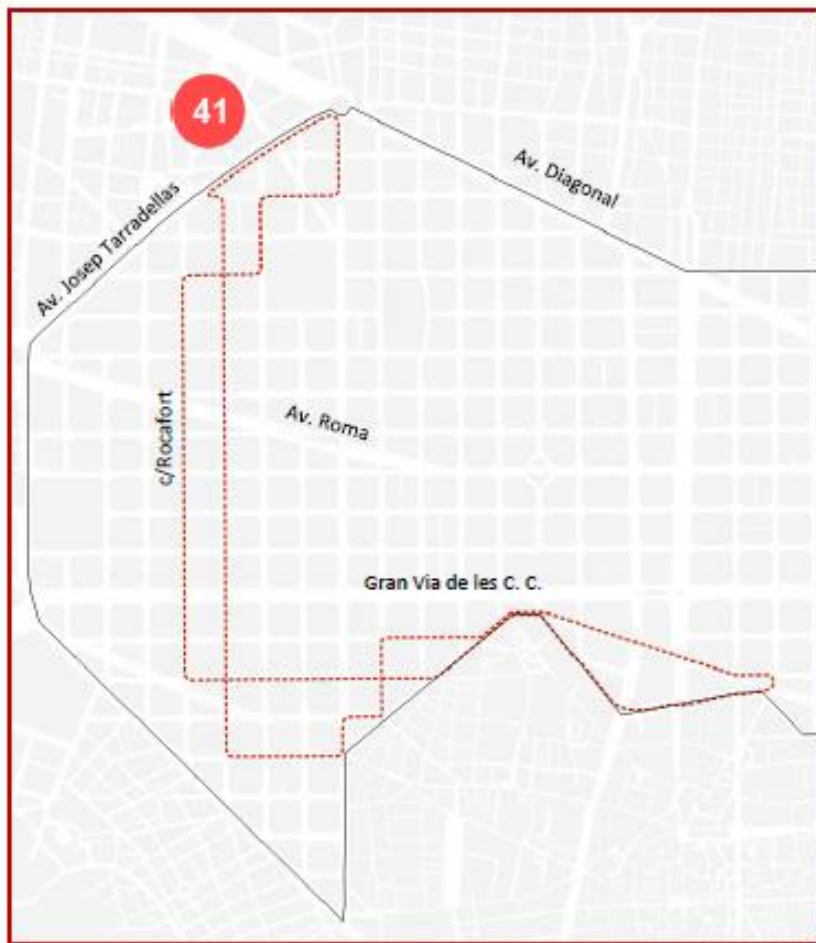 41
Av. Diagonal
Av. Josep Tarradellas
Av. Roma
c/Rocafort
Gran Via de les C. C.